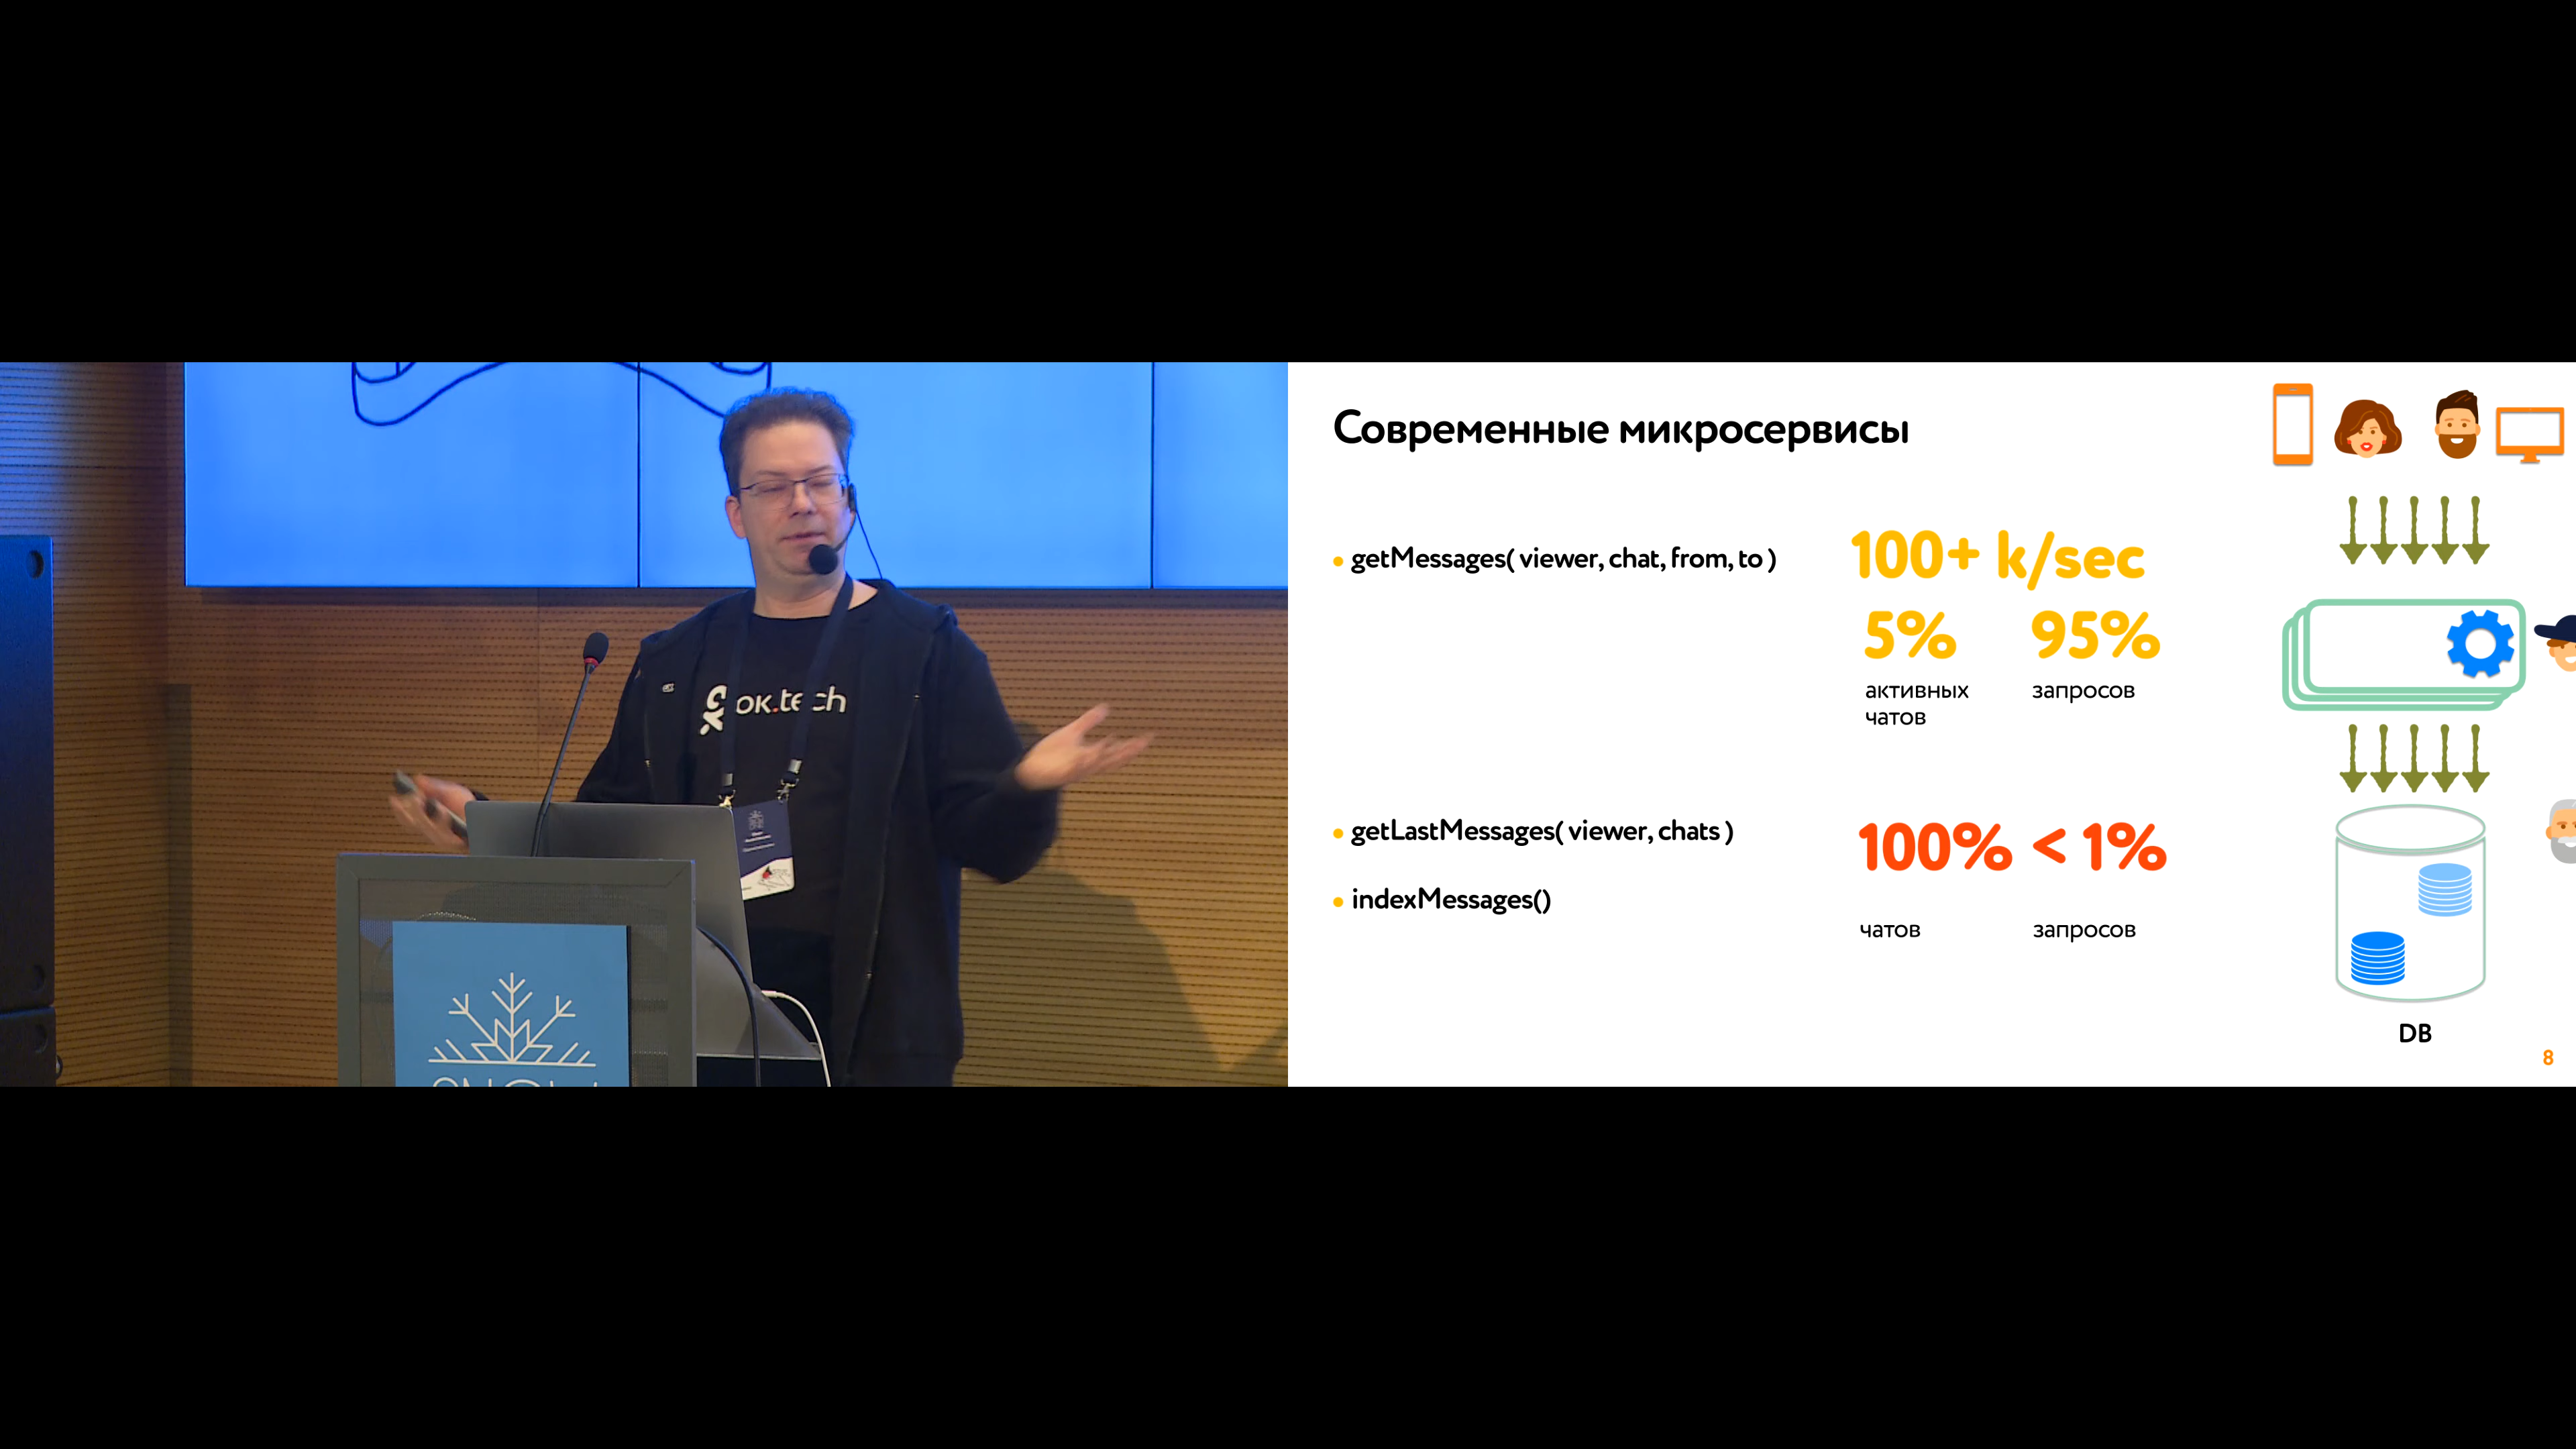 ok.tech
Современные микросервисы
• getMessages( viewer, chat, from, to )
100+ k/sec
5% 95%
активных чатов
запросов
• getLastMessages( viewer, chats )
100% < 1%
• indexMessages()
чатов
запросов
DB
8